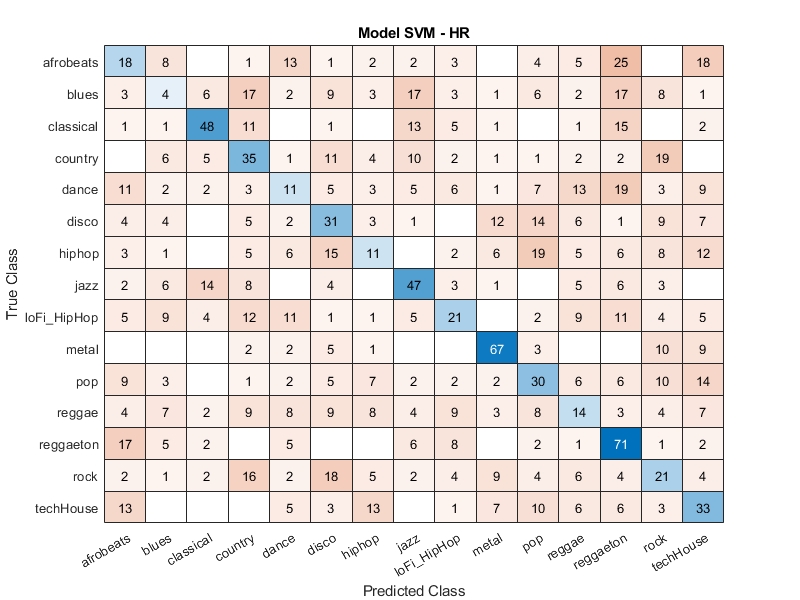 Model SVM - HR
afrobeats 18 8 1 13 1 2 2 3 4 5 25 18
blues 3 4 6 17 2 9 3 17 3 1 6 2 17 8 1
classical 1 1 48 11 1 13 5 1 1 15 2
country 6 5 35 1 11 4 10 2 1 1 2 2 19
dance 11 2 2 3 11 5 3 5 6 1 7 13 19 3 9
disco 4 4 5 2 31 3 1 12 14 6 1 9 7
hiphop 3 1 5 6 15 11 2 6 19 5 6 8 12
jazz 2 6 14 8 4 47 3 1 5 6 3
loFi_HipHop 5 9 4 12 11 1 1 5 21 2 9 11 4 5
metal 2 2 5 1 67 3 10 9
pop 9 3 1 2 5 7 2 2 2 30 6 6 10 14
reggae 4 7 2 9 8 9 8 4 9 3 8 14 3 4 7
reggaeton 17 5 2 5 6 8 2 1 71 1 2
rock 2 1 2 16 2 18 5 2 4 9 4 6 4 21 4
techHouse 13 5 3 13 1 7 10 6 6 3 33
True Class
afrobeats blues classical country dance disco hiphop jazz loFi_HipHop metal pop reggae reggaeton rock techHouse
Predicted Class